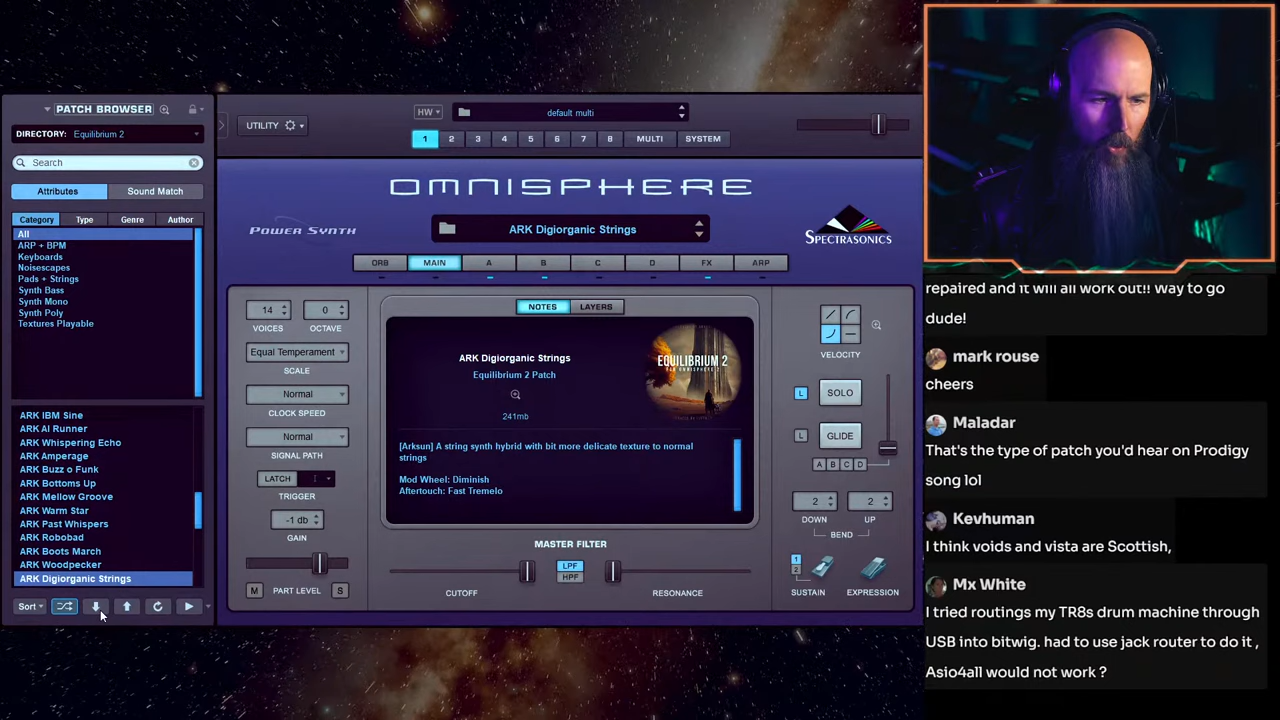 PATCH BROWSER
DIRECTORY: Equilibrium 2
Search
Attributes
Sound Match
Category
Type
Genre
Author
All
ARP + BPM
Keyboards
Noisescapes
Pads + Strings
Synth Bass
Synth Mono
Synth Poly
Textures Playable
ARK IBM Sine
ARK AI Runner
ARK Whispering Echo
ARK Amperage
ARK Buzz o Funk
ARK Bottoms Up
ARK Mellow Groove
ARK Warm Star
ARK Past Whispers
ARK Robobad
ARK Boots March
ARK Woodpecker
ARK Digiorganic Strings
Sort
UTILITY
HW
default multi
1 2 3 4 5 6 7 8 MULTI SYSTEM
OMNISPHERE
POWER SYNTH
ARK Digiorganic Strings
SPECTRASONICS
ORB MAIN A B C D FX ARP
14
0
VOICES
OCTAVE
Equal Temperament
SCALE
Normal
CLOCK SPEED
Normal
SIGNAL PATH
LATCH
TRIGGER
-1 db
GAIN
M PART LEVEL S
NOTES
LAYERS
ARK Digiorganic Strings
Equilibrium 2 Patch
241mb
EQUILIBRIUM 2
[Arksun] A string synth hybrid with bit more delicate texture to normal
strings
Mod Wheel: Diminish
Aftertouch: Fast Tremelo
MASTER FILTER
LPF
HPF
CUTOFF
RESONANCE
VELOCITY
L SOLO
L GLIDE
A B C D
2
2
DOWN
UP
BEND
1
2
SUSTAIN
EXPRESSION
repaired and it will all work out!! Way to go
dude!
mark rouse
cheers
Maladar
That's the type of patch you'd hear on Prodigy
song lol
Kevhuman
I think voids and vista are Scottish,
Mx White
I tried routings my TR8s drum machine through
USB into bitwig. had to use jack router to do it ,
Asio4all would not work ?